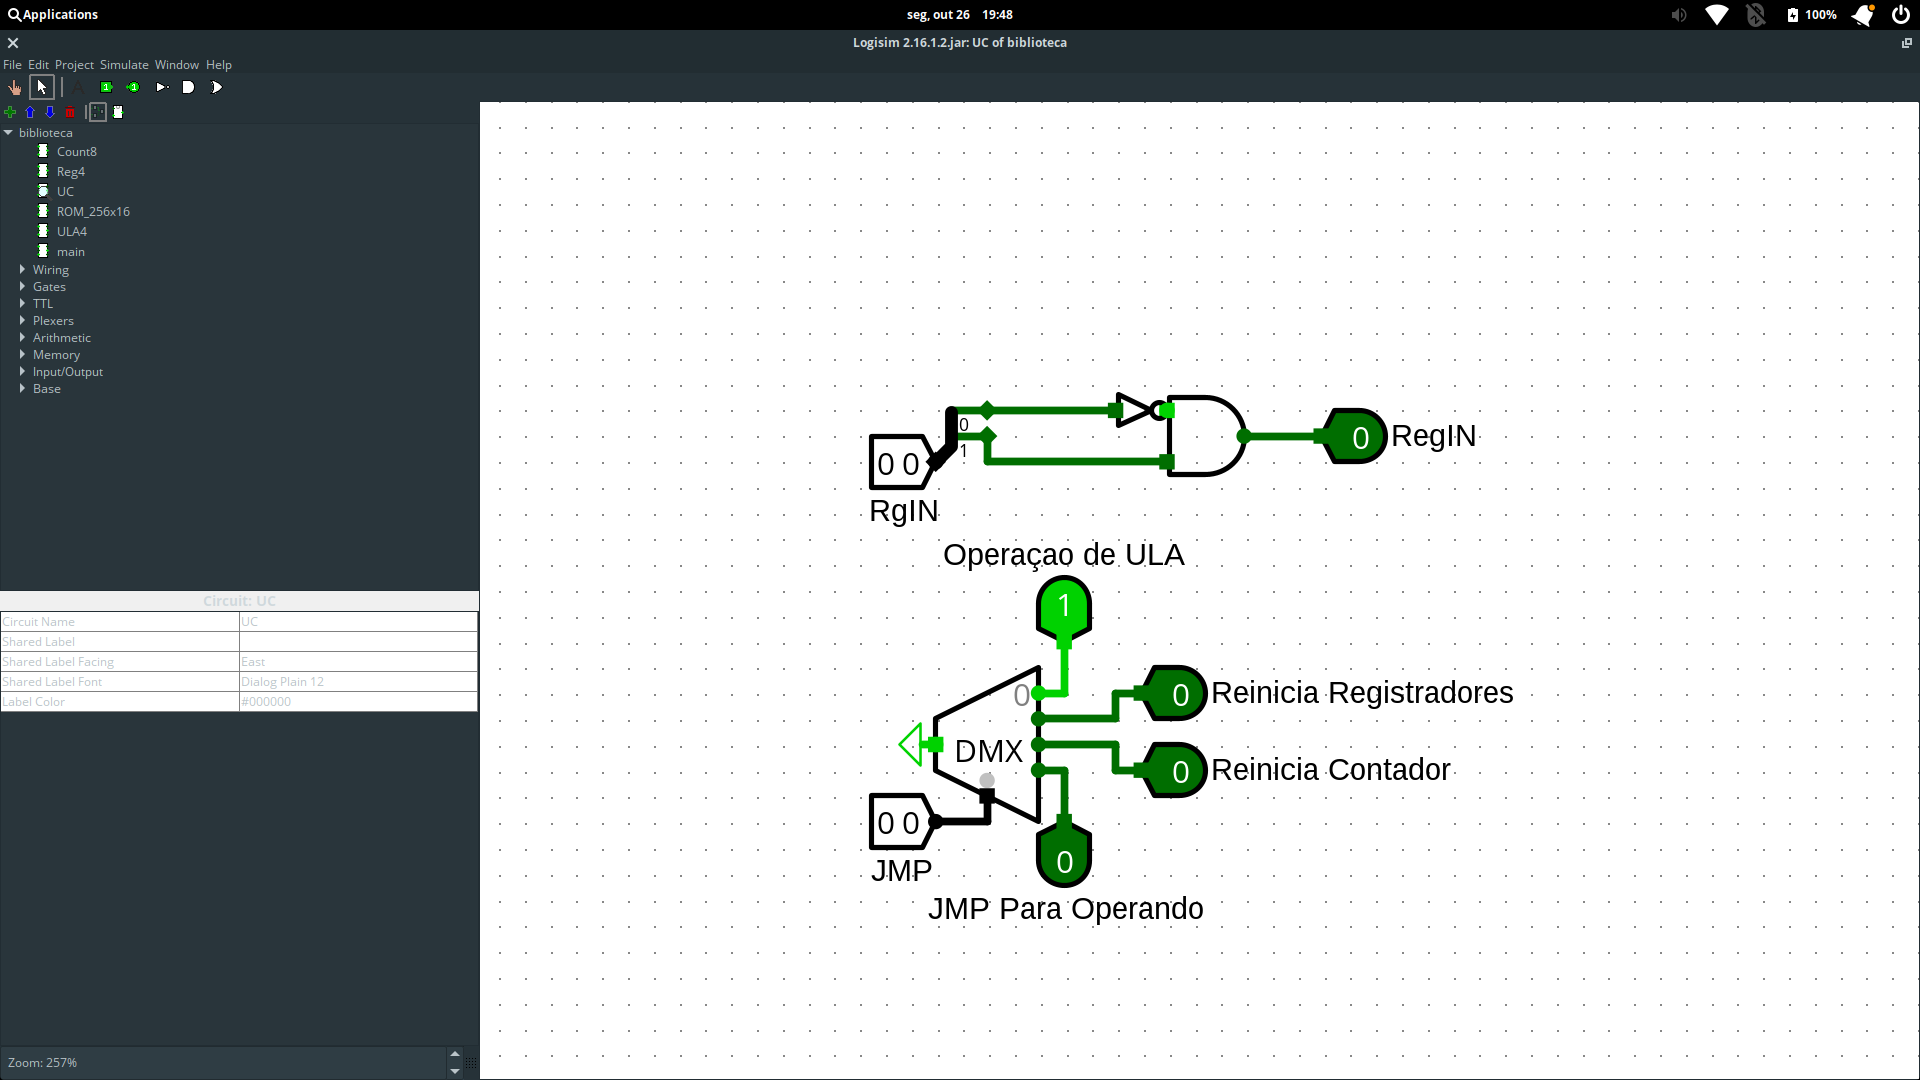 Applications
seg, out 26 19:48
100%
Logisim 2.16.1.2.jar: UC of biblioteca
File Edit Project Simulate Window Help
A 1 1
biblioteca
Count8
Reg4
UC
ROM_256x16
ULA4
main
Wiring
Gates
TTL
Plexers
Arithmetic
Memory
Input/Output
Base
Circuit: UC
Circuit Name UC
Shared Label
Shared Label Facing East
Shared Label Font Dialog Plain 12
Label Color #000000
Zoom: 257%
0
1
0 0
RgIN
0 RegIN
Operaçao de ULA
1
0
DMX
0 Reinicia Registradores
0 Reinicia Contador
0 0
JMP
0
JMP Para Operando